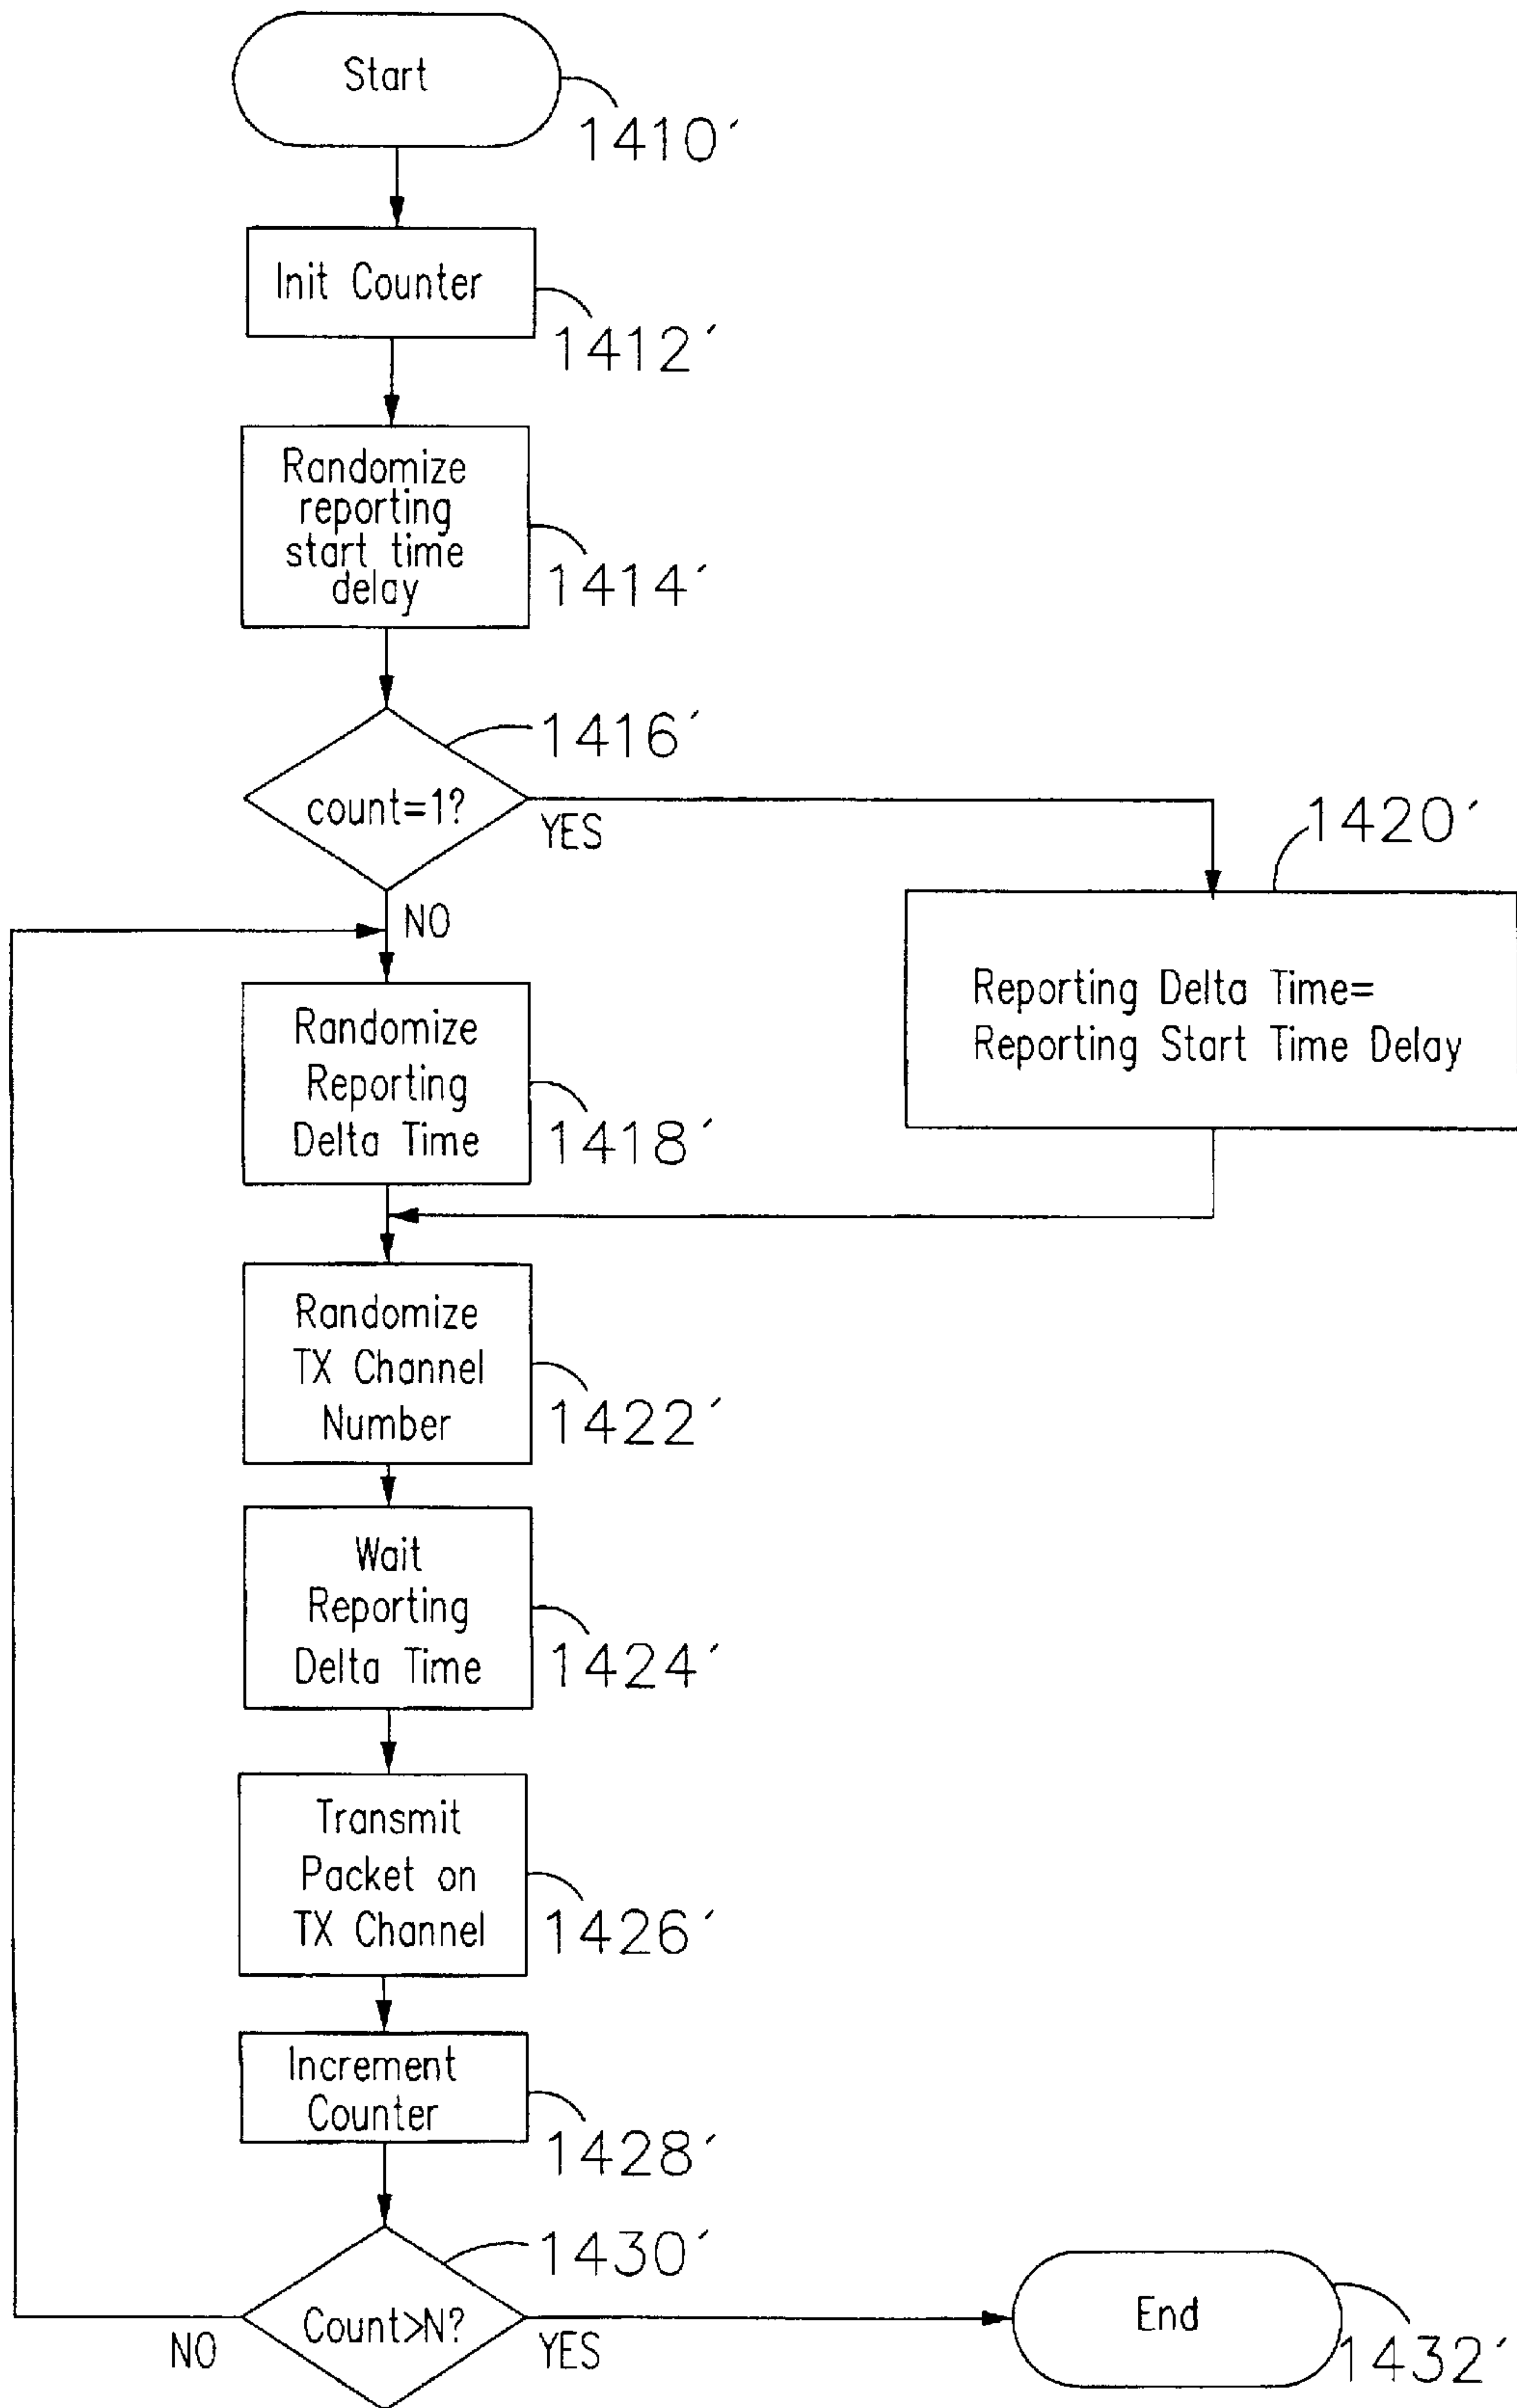 Start
1410´
Init Counter
1412´
Randomize
reporting
start time
delay
1414´
1416´
count=1?
YES
1420´
NO
Reporting Delta Time=
Reporting Start Time Delay
Randomize
Reporting
Delta Time
1418´
Randomize
TX Channel
Number
1422´
Wait
Reporting
Delta Time
1424´
Transmit
Packet on
TX Channel
1426´
Increment
Counter
1428´
1430´
Count>N?
NO
YES
End
1432´